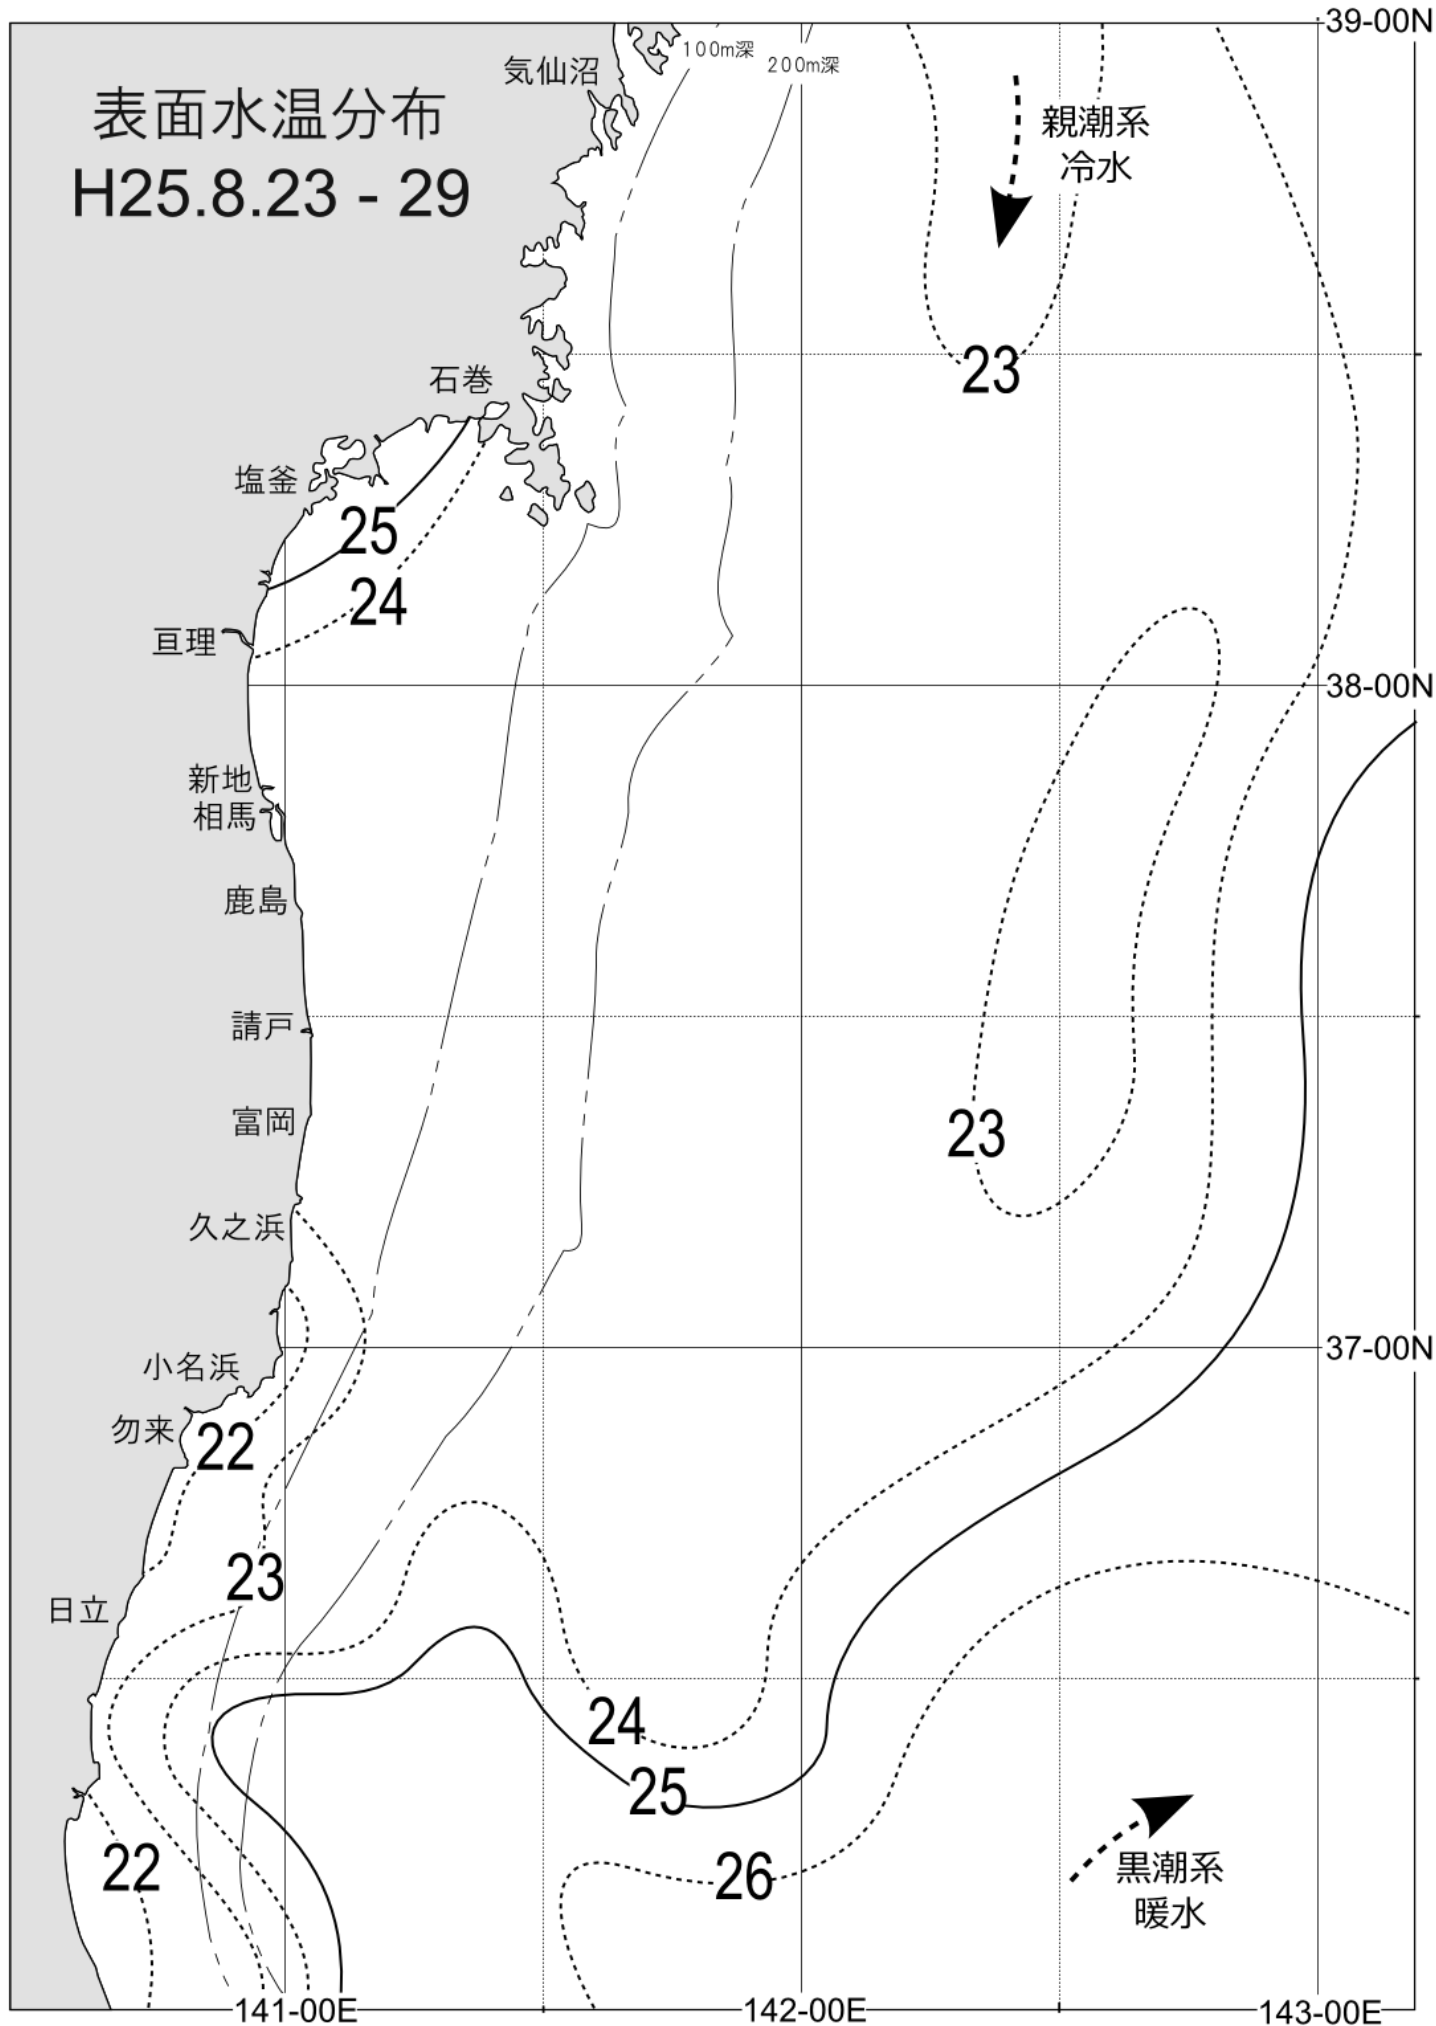 39-00N
100m深
200m深
気仙沼
表面水温分布
H25.8.23 - 29
親潮系
冷水
23
石巻
塩釜
25
24
亘理
38-00N
新地
相馬
鹿島
請戸
富岡
23
久之浜
37-00N
小名浜
勿来
22
23
日立
24
25
22
26
黒潮系
暖水
141-00E
142-00E
143-00E